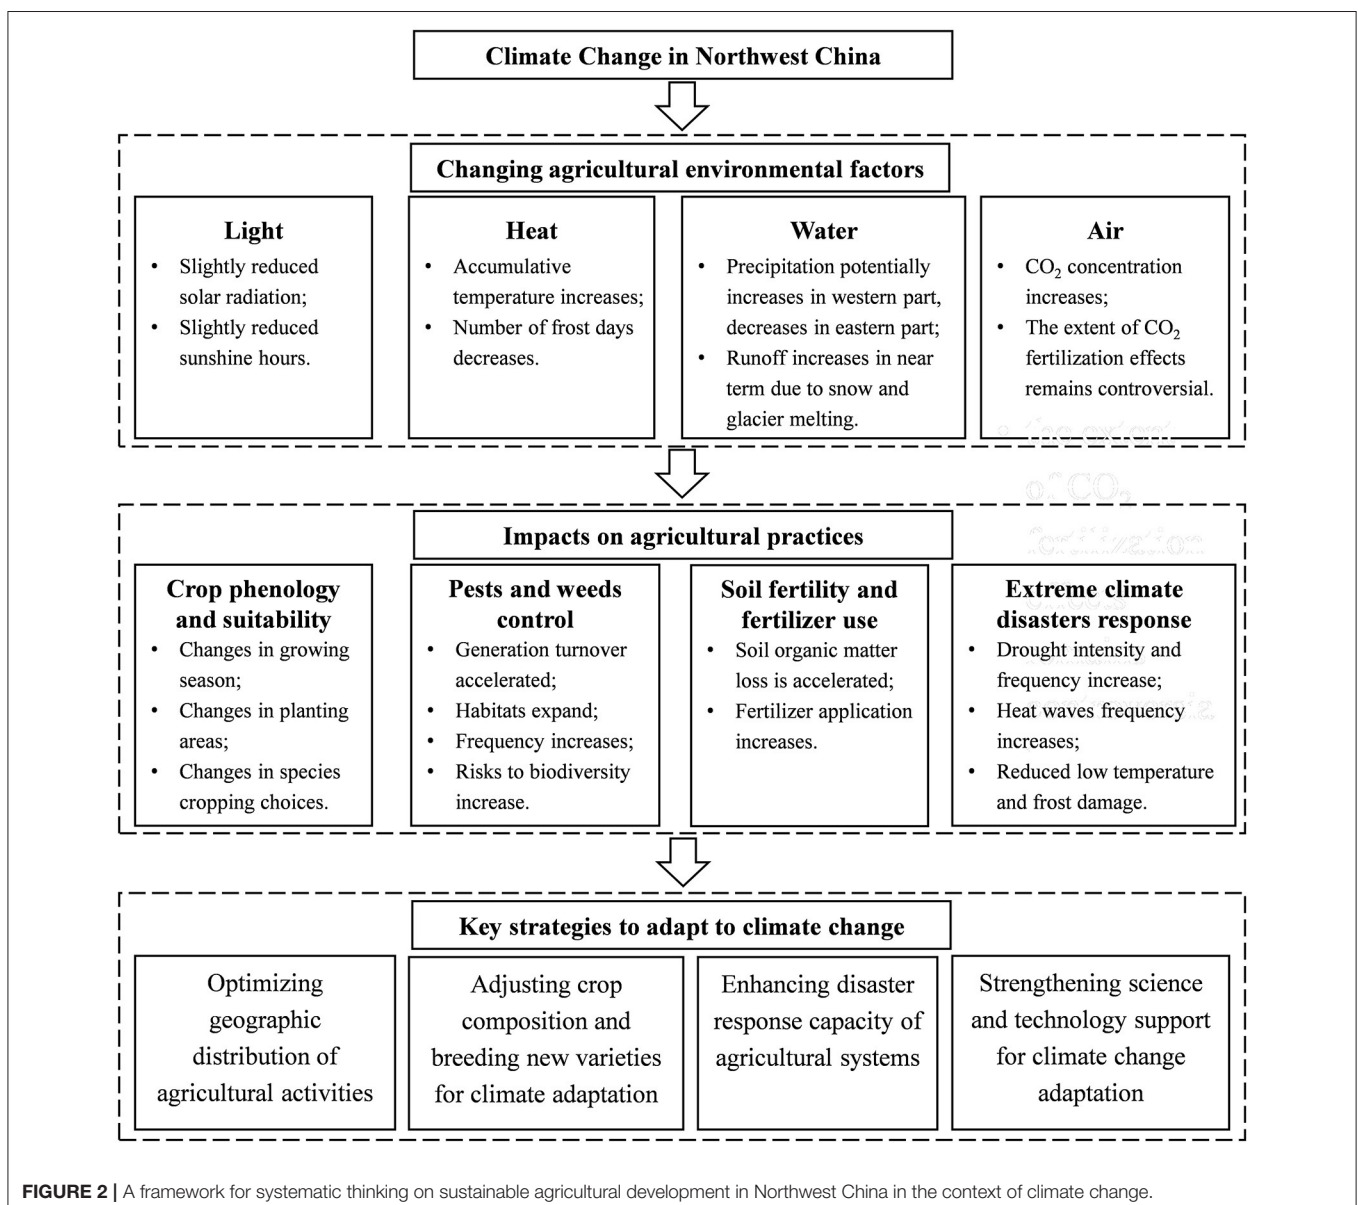 Climate Change in Northwest China
Changing agricultural environmental factors
Light
• Slightly reduced
solar radiation;
• Slightly reduced
sunshine hours.
Heat
• Accumulative
temperature increases;
• Number of frost days
decreases.
Water
• Precipitation potentially
increases in western part,
decreases in eastern part;
• Runoff increases in near
term due to snow and
glacier melting.
Air
• CO₂ concentration
increases;
• The extent of CO₂
fertilization effects
remains controversial.
• the extent
of CO₂
fertilization
Impacts on agricultural practices
Crop phenology
and suitability
• Changes in growing
season;
• Changes in planting
areas;
• Changes in species
cropping choices.
Pests and weeds
control
• Generation turnover
accelerated;
• Habitats expand;
• Frequency increases;
• Risks to biodiversity
increase.
Soil fertility and
fertilizer use
• Soil organic matter
loss is accelerated;
• Fertilizer application
increases.
Extreme climate
disasters response
• Drought intensity and
frequency increase;
• Heat waves frequency
increases;
• Reduced low temperature
and frost damage.
Key strategies to adapt to climate change
Optimizing
geographic
distribution of
agricultural activities
Adjusting crop
composition and
breeding new varieties
for climate adaptation
Enhancing disaster
response capacity of
agricultural systems
Strengthening science
and technology support
for climate change
adaptation
FIGURE 2 | A framework for systematic thinking on sustainable agricultural development in Northwest China in the context of climate change.